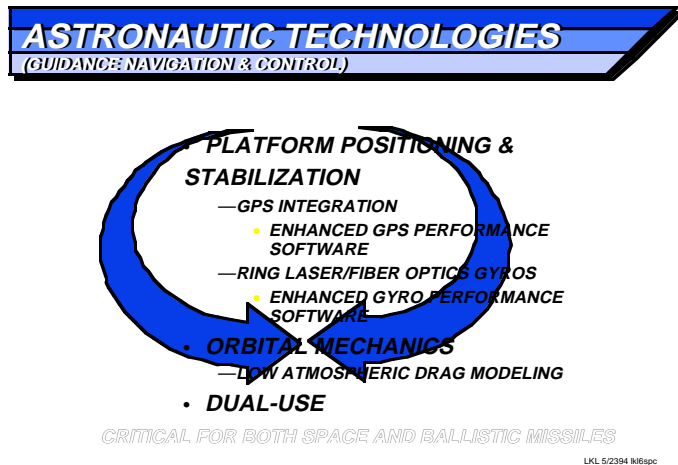 ASTRONAUTIC TECHNOLOGIES
(GUIDANCE NAVIGATION & CONTROL)
• PLATFORM POSITIONING &
STABILIZATION
—GPS INTEGRATION
• ENHANCED GPS PERFORMANCE
SOFTWARE
—RING LASER/FIBER OPTICS GYROS
• ENHANCED GYRO PERFORMANCE
SOFTWARE
• ORBITAL MECHANICS
—LOW ATMOSPHERIC DRAG MODELING
• DUAL-USE
CRITICAL FOR BOTH SPACE AND BALLISTIC MISSILES
LKL 5/2394 lkl6spc